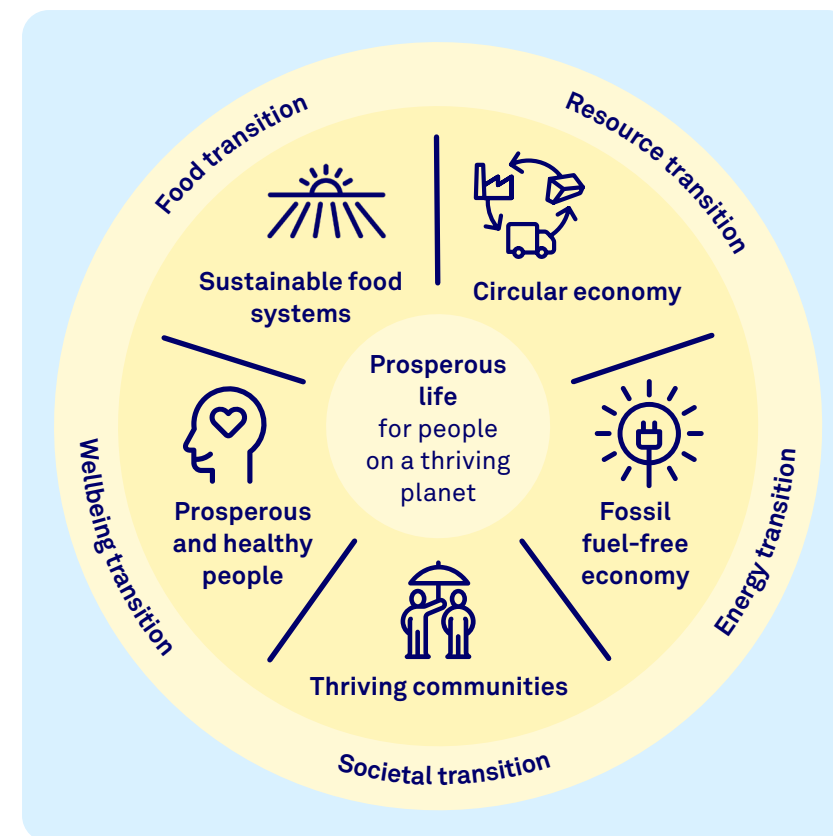 Food transition
Resource transition
Sustainable food
systems
Circular economy
Prosperous
life
for people
on a thriving
planet
Wellbeing transition
Prosperous
and healthy
people
Fossil
fuel-free
economy
Energy transition
Thriving communities
Societal transition